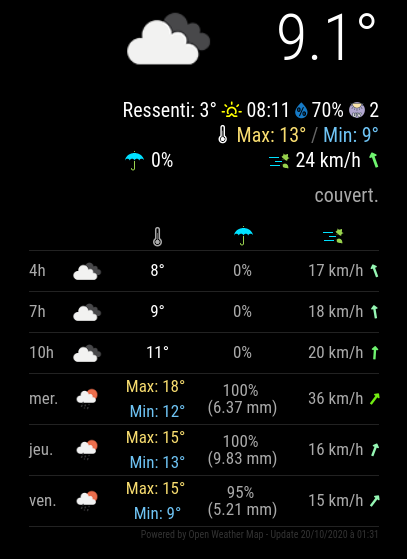 9.1°
Ressenti: 3° 08:11 70% 2
Max: 13° / Min: 9°
0% 24 km/h
couvert.
4h 8° 0% 17 km/h
7h 9° 0% 18 km/h
10h 11° 0% 20 km/h
mer. Max: 18° Min: 12° 100% (6.37 mm) 36 km/h
jeu. Max: 15° Min: 13° 100% (9.83 mm) 16 km/h
ven. Max: 15° Min: 9° 95% (5.21 mm) 15 km/h
Powered by Open Weather Map - Update 20/10/2020 à 01:31